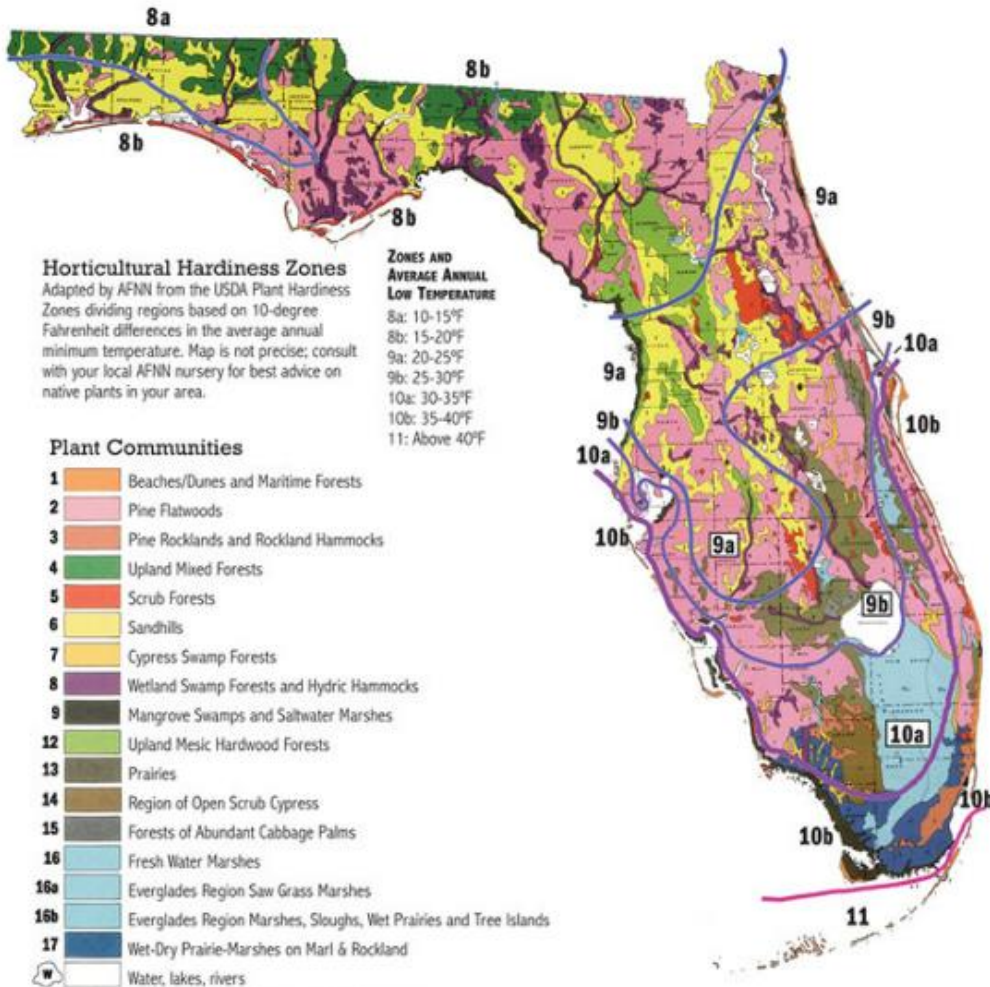 8a
8b
8b
8b
9a
Horticultural Hardiness Zones
Adapted by AFNN from the USDA Plant Hardiness
Zones dividing regions based on 10-degree
Fahrenheit differences in the average annual
minimum temperature. Map is not precise; consult
with your local AFNN nursery for best advice on
native plants in your area.
ZONES AND
AVERAGE ANNUAL
LOW TEMPERATURE
8a: 10-15ºF
8b: 15-20ºF
9a: 20-25ºF
9b: 25-30ºF
10a: 30-35ºF
10b: 35-40ºF
11: Above 40ºF
9b
10a
10b
9a
9b
10a
10b
9a
9b
10a
10b
10b
11
Plant Communities
1 Beaches/Dunes and Maritime Forests
2 Pine Flatwoods
3 Pine Rocklands and Rockland Hammocks
4 Upland Mixed Forests
5 Scrub Forests
6 Sandhills
7 Cypress Swamp Forests
8 Wetland Swamp Forests and Hydric Hammocks
9 Mangrove Swamps and Saltwater Marshes
12 Upland Mesic Hardwood Forests
13 Prairies
14 Region of Open Scrub Cypress
15 Forests of Abundant Cabbage Palms
16 Fresh Water Marshes
16a Everglades Region Saw Grass Marshes
16b Everglades Region Marshes, Sloughs, Wet Prairies and Tree Islands
17 Wet-Dry Prairie-Marshes on Marl & Rockland
W Water, lakes, rivers